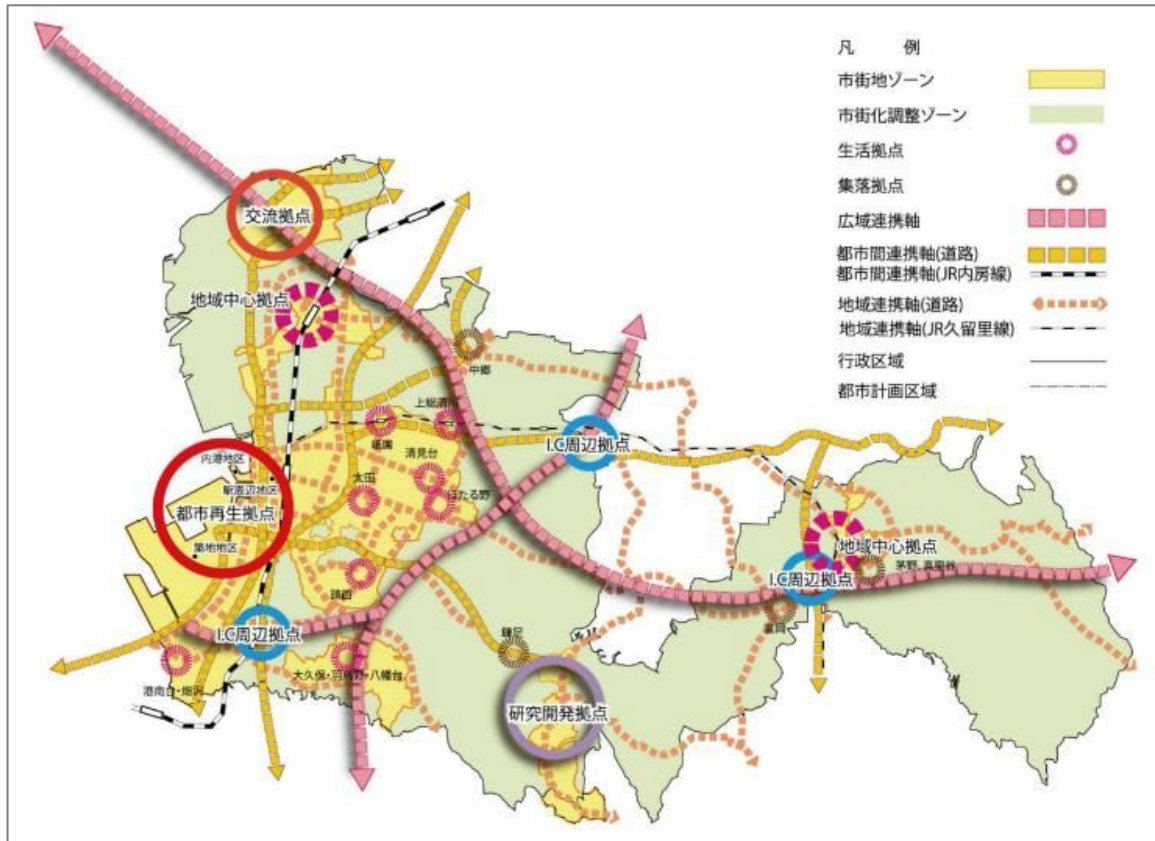 凡 例
市街地ゾーン
市街化調整ゾーン
生活拠点
集落拠点
広域連携軸
都市間連携軸(道路)
都市間連携軸(JR内房線)
地域連携軸(道路)
地域連携軸(JR久留里線)
行政区域
都市計画区域
交流拠点
地域中心拠点
中郷
上総清川
祇園
I.C周辺拠点
清見台
内港地区
太田
ほたる野
駅周辺地区
都市再生拠点
築地地区
地域中心拠点
茅野、真里谷
I.C周辺拠点
請西
富岡
I.C周辺拠点
鎌足
港南台・畑沢
大久保・羽鳥野・八幡台
研究開発拠点